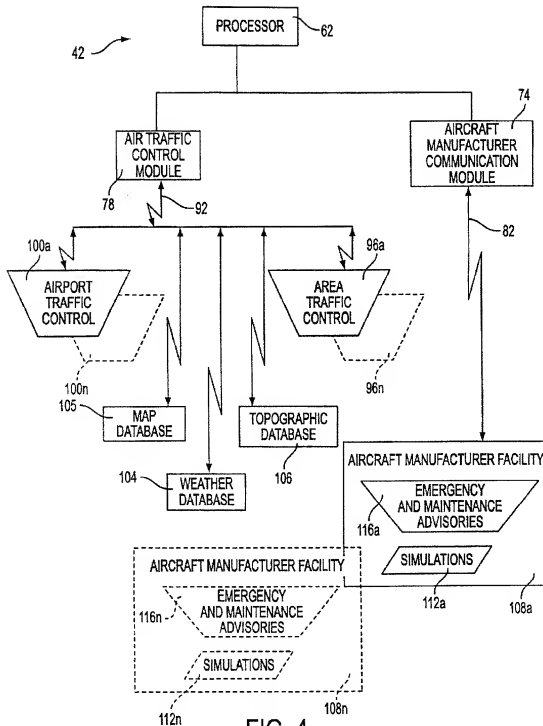 PROCESSOR
62
42
74
AIR TRAFFIC
CONTROL
MODULE
78
AIRCRAFT
MANUFACTURER
COMMUNICATION
MODULE
92
82
100a
AIRPORT
TRAFFIC
CONTROL
100n
96a
AREA
TRAFFIC
CONTROL
96n
105
MAP
DATABASE
TOPOGRAPHIC
DATABASE
106
104
WEATHER
DATABASE
AIRCRAFT MANUFACTURER FACILITY
EMERGENCY
AND MAINTENANCE
ADVISORIES
116a
SIMULATIONS
112a
108a
AIRCRAFT MANUFACTURER FACILITY
EMERGENCY
AND MAINTENANCE
ADVISORIES
116n
SIMULATIONS
112n
108n
FIG. 4